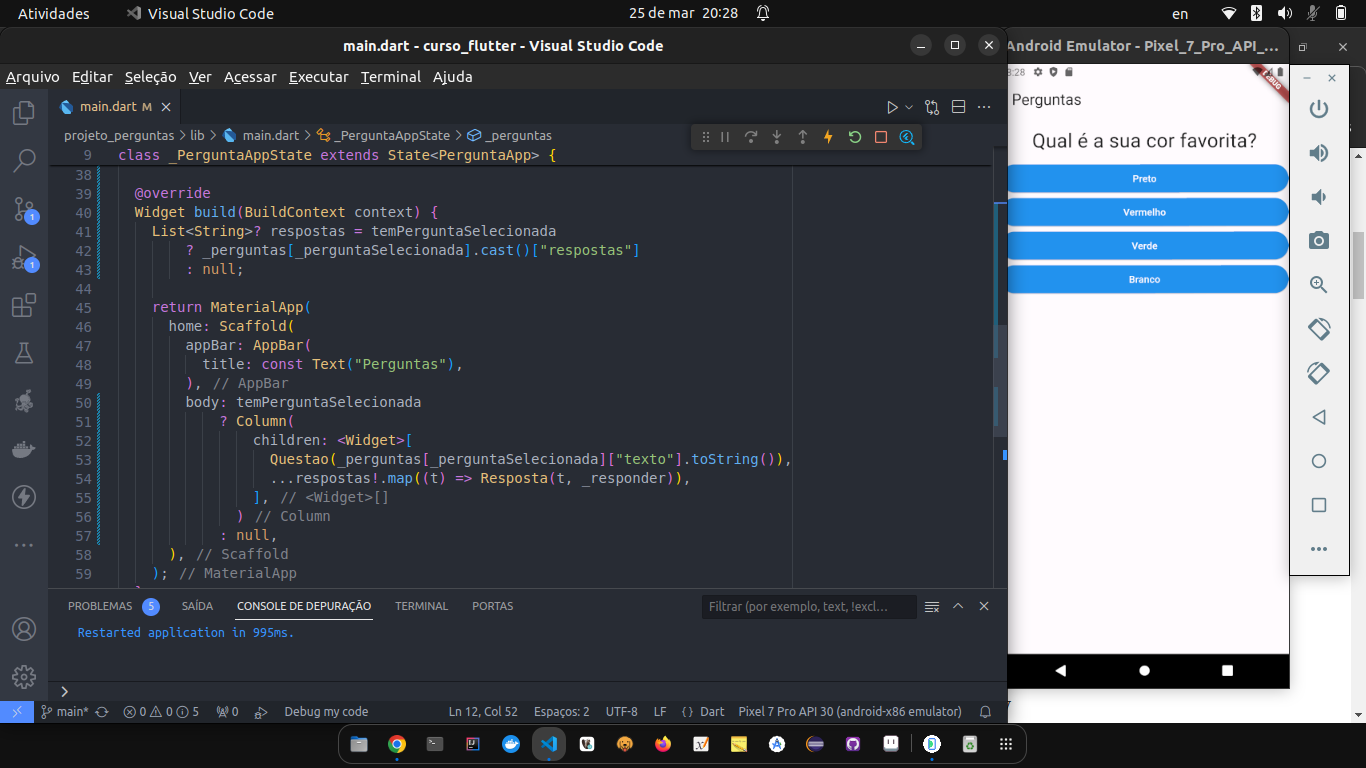 Atividades
Visual Studio Code
25 de mar 20:28
en
main.dart - curso_flutter - Visual Studio Code
Android Emulator - Pixel_7_Pro_API_...
Arquivo Editar Seleção Ver Acessar Executar Terminal Ajuda
main.dart M
projeto_perguntas > lib > main.dart > _PerguntaAppState > _perguntas
9 class _PerguntaAppState extends State<PerguntaApp> {
38
39 @override
40 Widget build(BuildContext context) {
41 List<String>? respostas = temPerguntaSelecionada
42 ? _perguntas[_perguntaSelecionada].cast()["respostas"]
43 : null;
44
45 return MaterialApp(
46 home: Scaffold(
47 appBar: AppBar(
48 title: const Text("Perguntas"),
49 ), // AppBar
50 body: temPerguntaSelecionada
51 ? Column(
52 children: <Widget>[
53 Questao(_perguntas[_perguntaSelecionada]["texto"].toString()),
54 ...respostas!.map((t) => Resposta(t, _responder)),
55 ], // <Widget>[]
56 ) // Column
57 : null,
58 ), // Scaffold
59 ); // MaterialApp
1
1
PROBLEMAS 5 SAÍDA CONSOLE DE DEPURAÇÃO TERMINAL PORTAS
Filtrar (por exemplo, text, !excl...
Restarted application in 995ms.
main* 0 0 5 0 Debug my code
Ln 12, Col 52 Espaços: 2 UTF-8 LF {} Dart Pixel 7 Pro API 30 (android-x86 emulator)
8:28
DEBUG
Perguntas
Qual é a sua cor favorita?
Preto
Vermelho
Verde
Branco